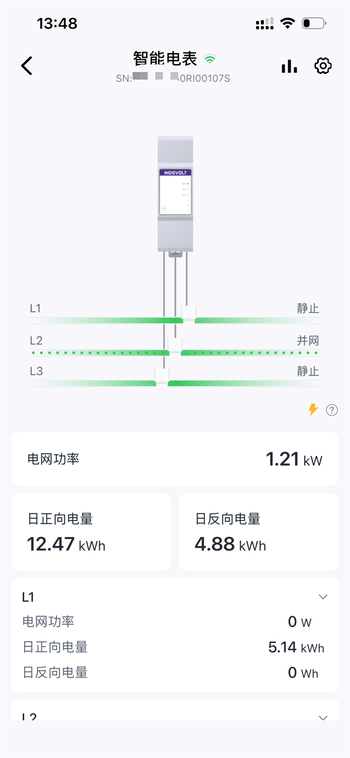 13:48
智能电表
SN: 0RI00107S
INDEVOLT
L1 静止
L2 并网
L3 静止
电网功率 1.21 kW
日正向电量 日反向电量
12.47 kWh 4.88 kWh
L1
电网功率 0 W
日正向电量 5.14 kWh
日反向电量 0 Wh
L2